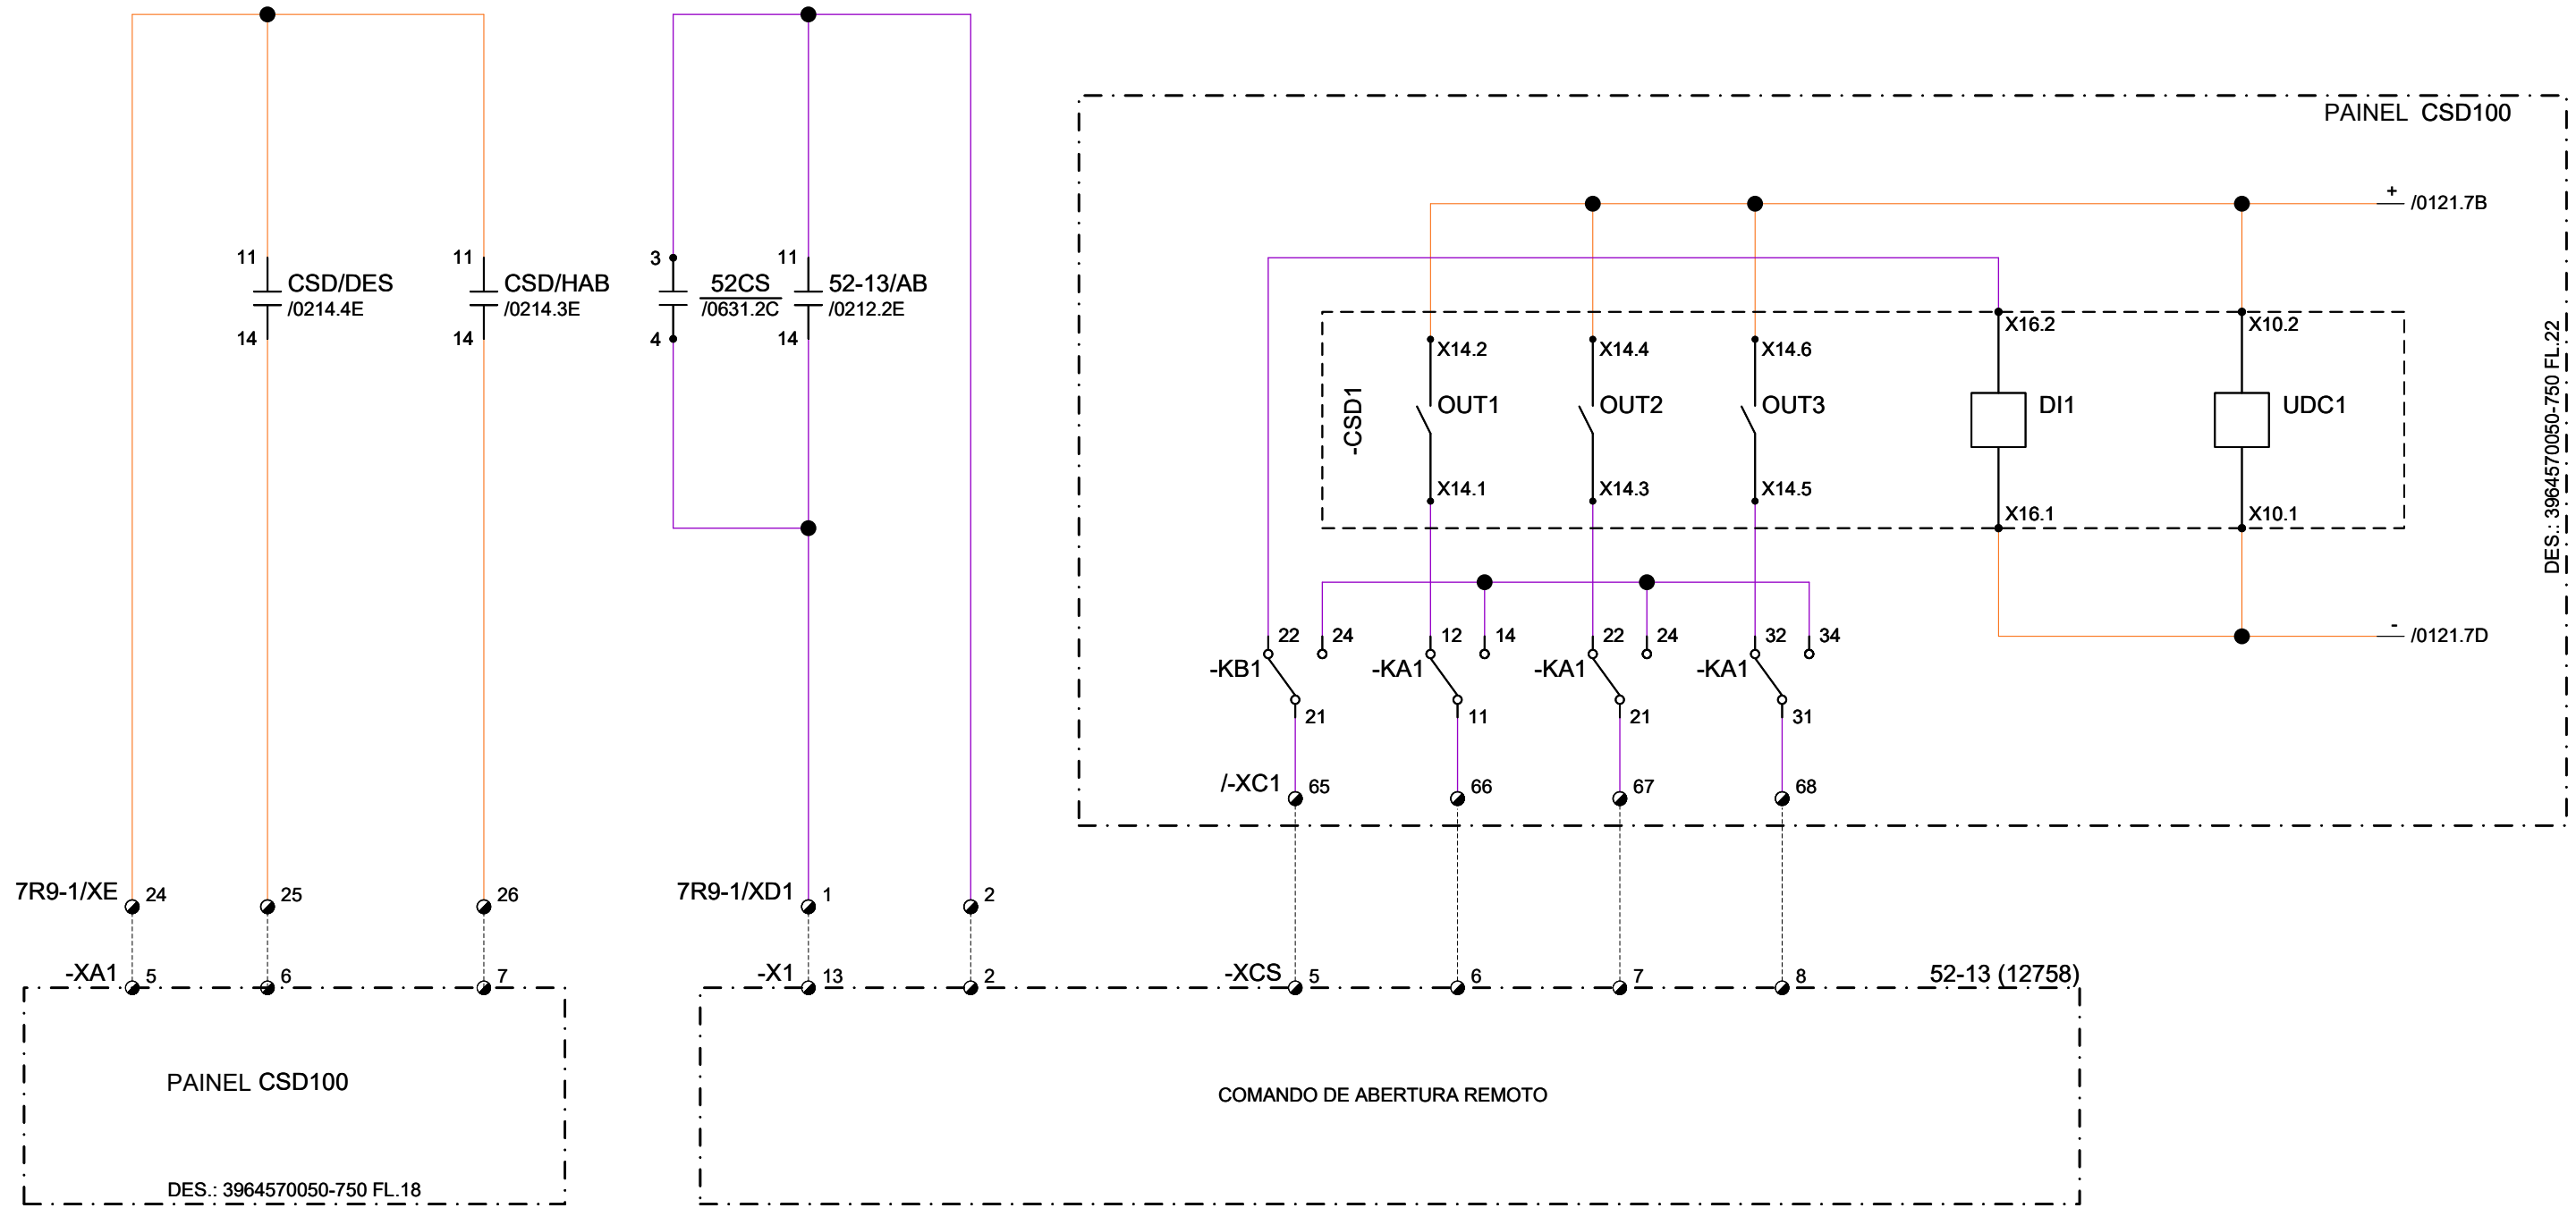 PAINEL CSD100
+
/0121.7B
11
CSD/DES
/0214.4E
14
11
CSD/HAB
/0214.3E
14
3
52CS
/0631.2C
4
11
52-13/AB
/0212.2E
14
-CSD1
X14.2
OUT1
X14.1
X14.4
OUT2
X14.3
X14.6
OUT3
X14.5
X16.2
DI1
X16.1
X10.2
UDC1
X10.1
DES.: 3964570050-750 FL.22
-
/0121.7D
22
24
-KB1
21
12
14
-KA1
11
22
24
-KA1
21
32
34
-KA1
31
/-XC1
65
66
67
68
7R9-1/XE
24
25
26
7R9-1/XD1
1
2
-XA1
5
6
7
-X1
13
2
-XCS
5
6
7
8
52-13 (12758)
PAINEL CSD100
COMANDO DE ABERTURA REMOTO
DES.: 3964570050-750 FL.18